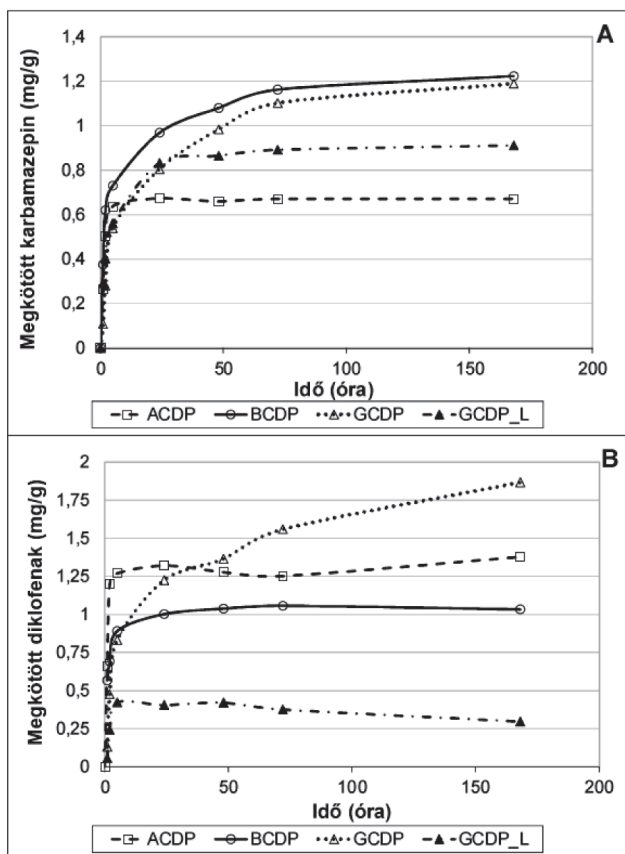 A
Megkötött karbamazepin (mg/g)
1,4
1,2
1
0,8
0,6
0,4
0,2
0
0 50 100 150 200
Idő (óra)
ACDP BCDP GCDP GCDP_L
B
Megkötött diklofenak (mg/g)
2
1,75
1,5
1,25
1
0,75
0,5
0,25
0
0 50 100 150 200
Idő (óra)
ACDP BCDP GCDP GCDP_L